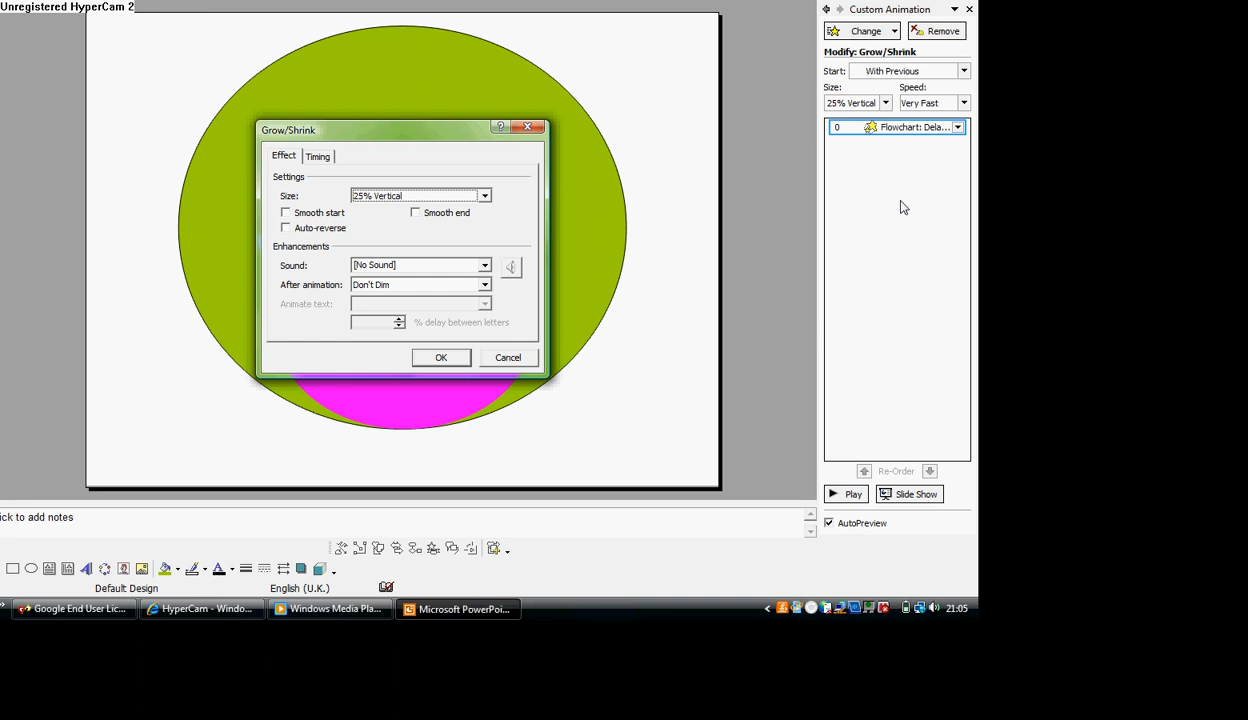 Unregistered HyperCam 2
Custom Animation
Change
Remove
Modify: Grow/Shrink
Start:
With Previous
Size:
Speed:
25% Vertical
Very Fast
0
Flowchart: Dela...
Grow/Shrink
Effect
Timing
Settings
Size:
25% Vertical
Smooth start
Smooth end
Auto-reverse
Enhancements
Sound:
[No Sound]
After animation:
Don't Dim
Animate text:
% delay between letters
OK
Cancel
Re-Order
Play
Slide Show
AutoPreview
ick to add notes
Default Design
English (U.K.)
Google End User Lic...
HyperCam - Windo...
Windows Media Pla...
Microsoft PowerPoi...
21:05